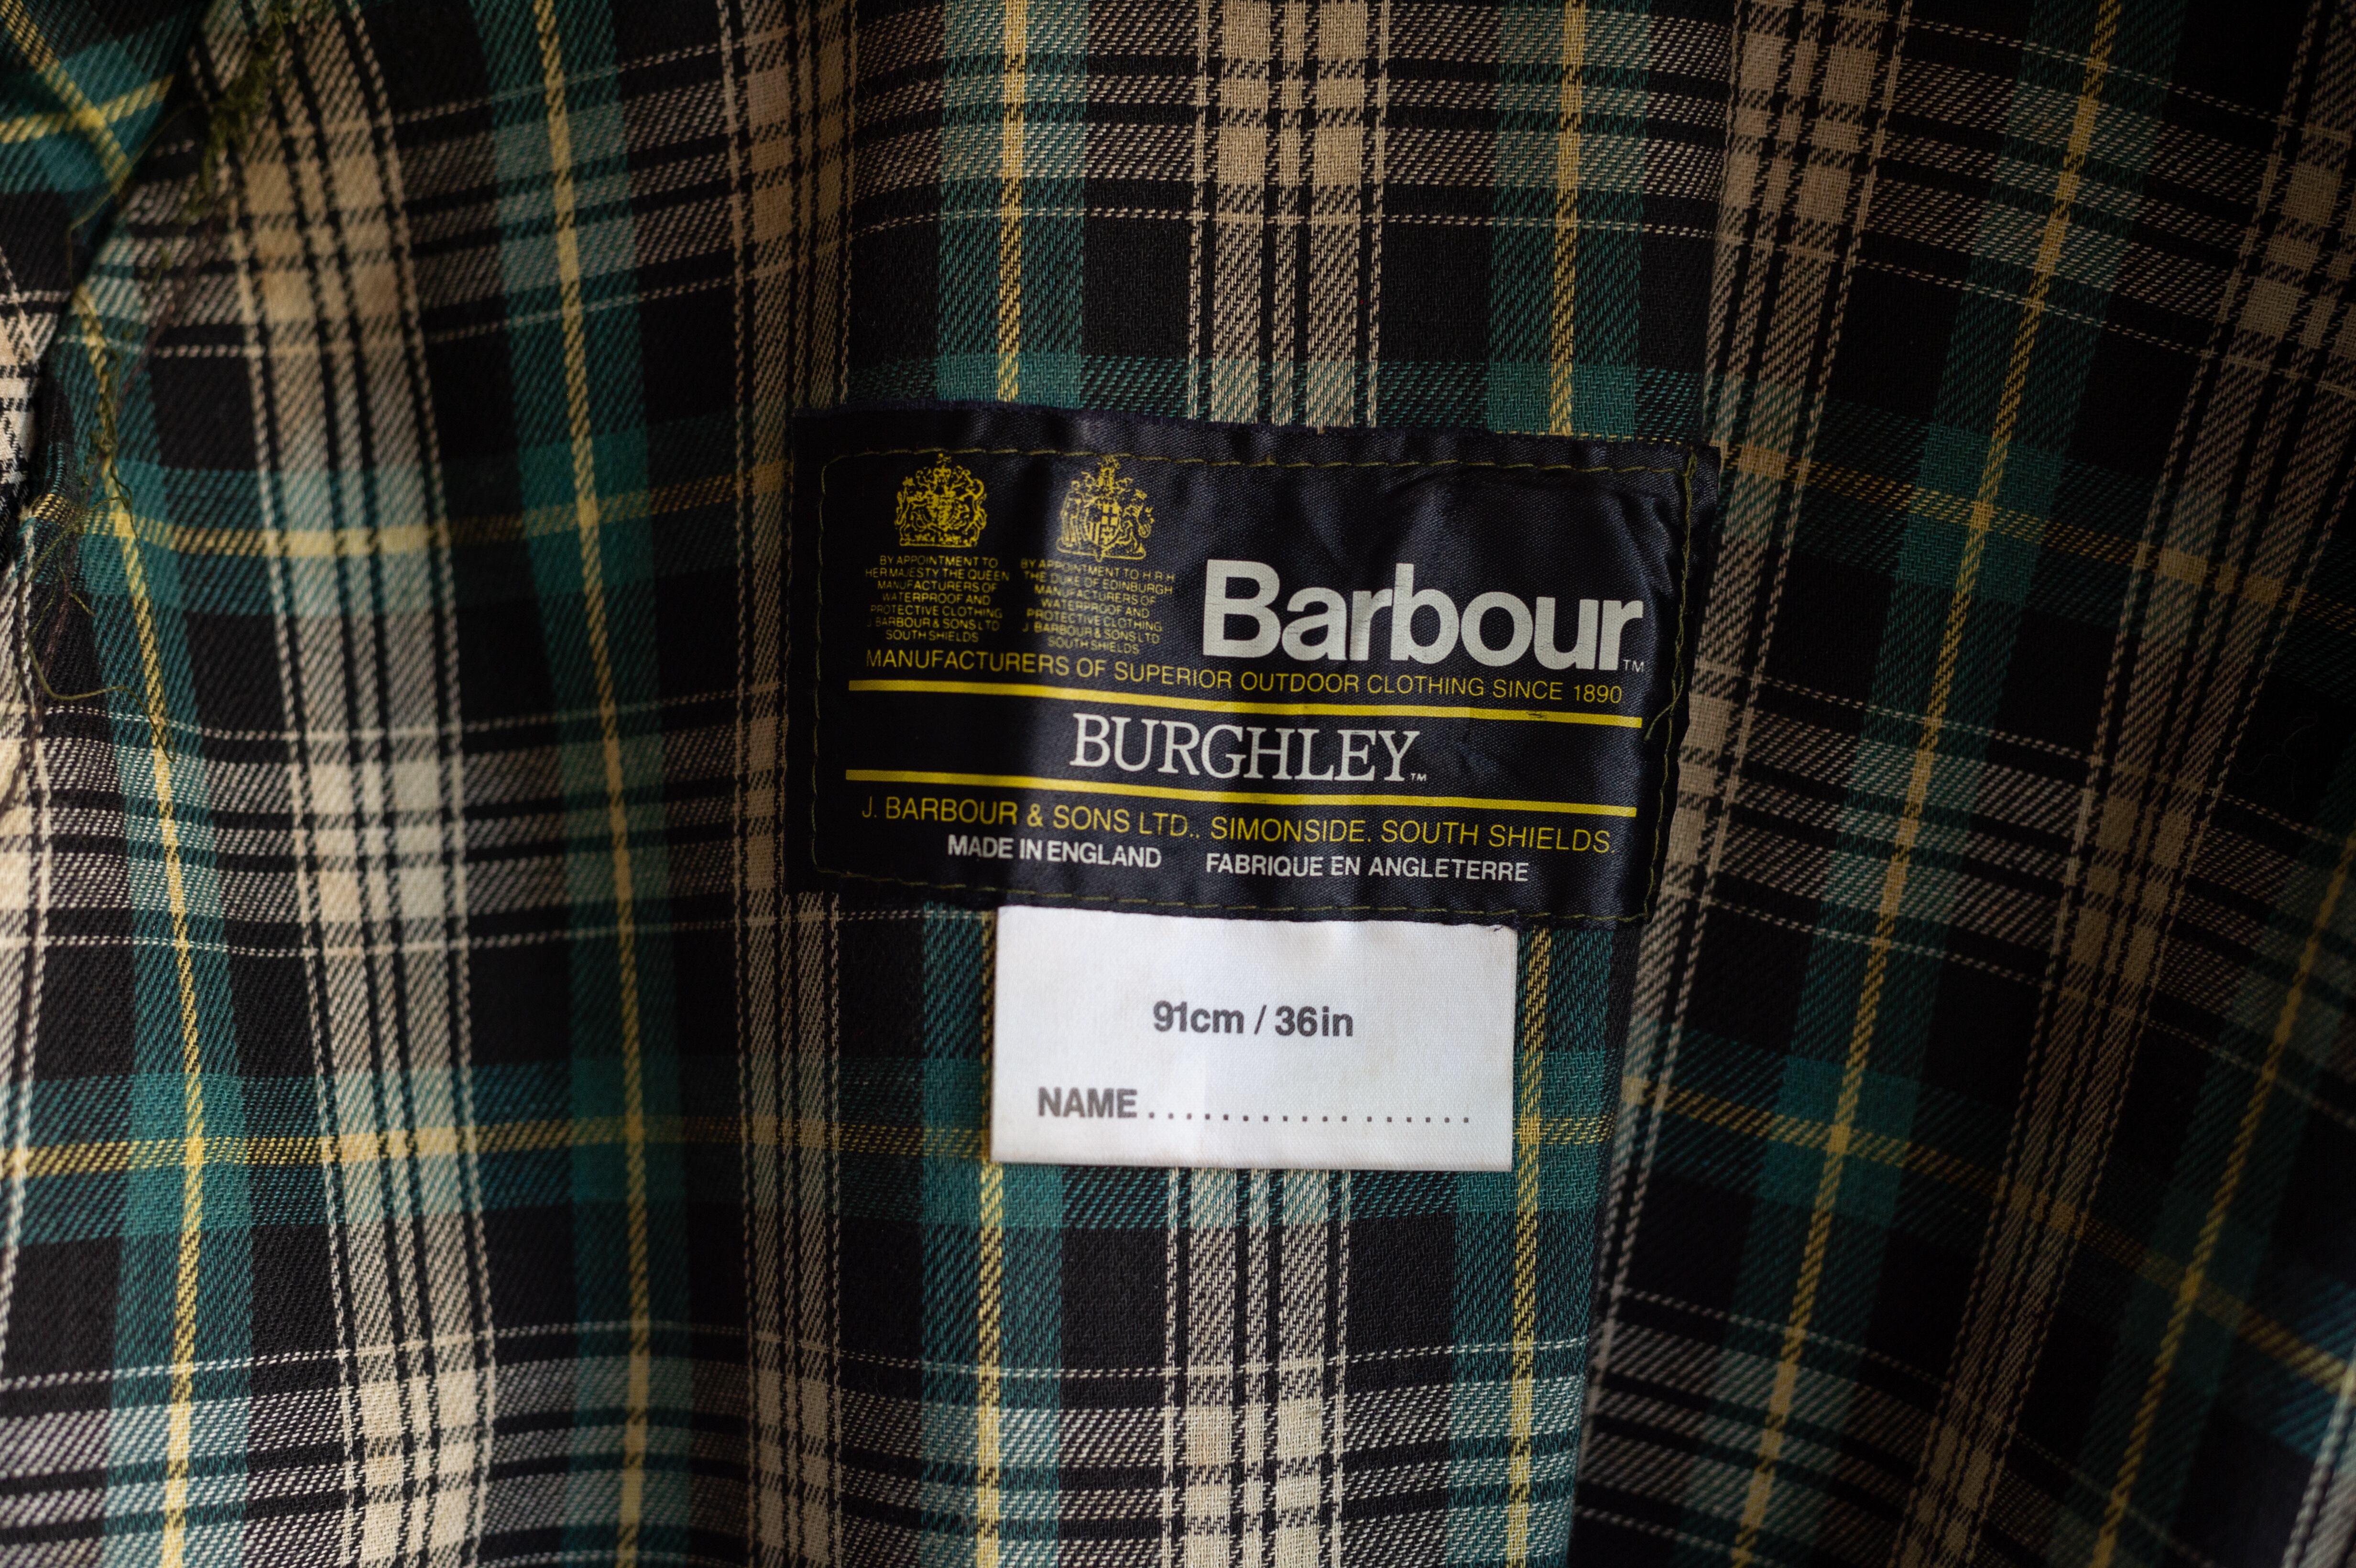 BY APPOINTMENT TO
HER MAJESTY THE QUEEN
MANUFACTURERS OF
WATERPROOF AND
PROTECTIVE CLOTHING
J BARBOUR & SONS LTD
SOUTH SHIELDS
BY APPOINTMENT TO H R H
THE DUKE OF EDINBURGH
MANUFACTURERS OF
WATERPROOF AND
PROTECTIVE CLOTHING
J BARBOUR & SONS LTD
SOUTH SHIELDS
Barbour™
MANUFACTURERS OF SUPERIOR OUTDOOR CLOTHING SINCE 1890
BURGHLEY™
J. BARBOUR & SONS LTD., SIMONSIDE. SOUTH SHIELDS.
MADE IN ENGLAND FABRIQUE EN ANGLETERRE
91cm / 36in
NAME..................